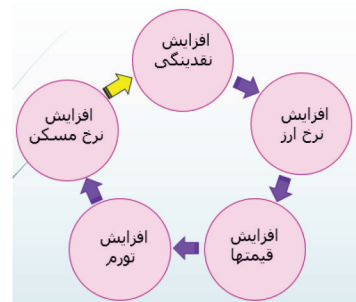 افزایش
نقدینگی
افزایش
نرخ ارز
افزایش
قیمتها
افزایش
تورم
افزایش
نرخ مسکن